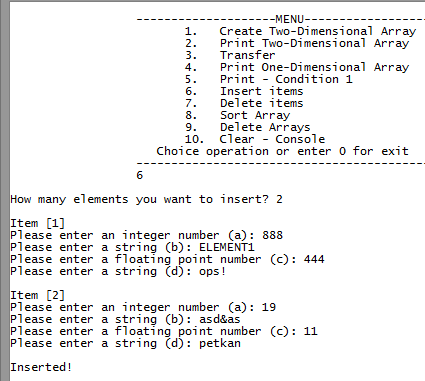 --------------------MENU------------------
1. Create Two-Dimensional Array
2. Print Two-Dimensional Array
3. Transfer
4. Print One-Dimensional Array
5. Print - Condition 1
6. Insert items
7. Delete items
8. Sort Array
9. Delete Arrays
10. Clear - Console
Choice operation or enter 0 for exit
------------------------------------------
6
How many elements you want to insert? 2
Item [1]
Please enter an integer number (a): 888
Please enter a string (b): ELEMENT1
Please enter a floating point number (c): 444
Please enter a string (d): ops!
Item [2]
Please enter an integer number (a): 19
Please enter a string (b): asd&as
Please enter a floating point number (c): 11
Please enter a string (d): petkan
Inserted!